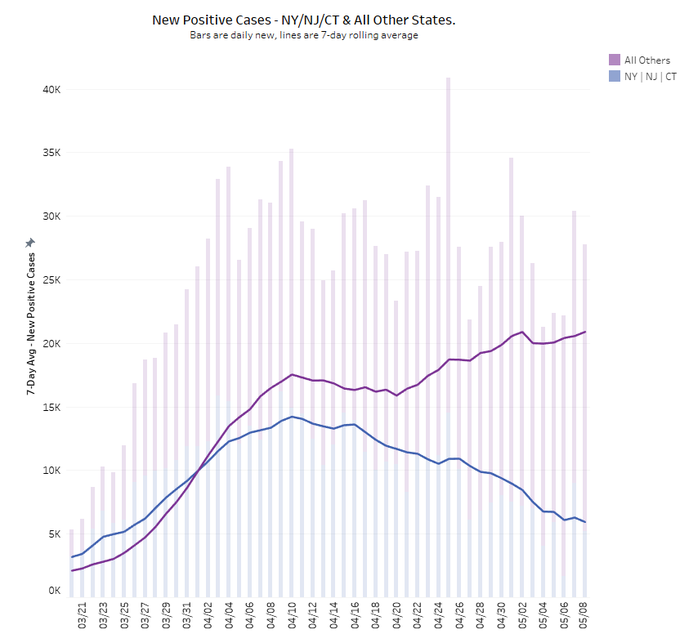 New Positive Cases - NY/NJ/CT & All Other States.
Bars are daily new, lines are 7-day rolling average
All Others
NY | NJ | CT
40K
35K
30K
25K
20K
15K
10K
5K
0K
7-Day Avg - New Positive Cases
03/21
03/23
03/25
03/27
03/29
03/31
04/02
04/04
04/06
04/08
04/10
04/12
04/14
04/16
04/18
04/20
04/22
04/24
04/26
04/28
04/30
05/02
05/04
05/06
05/08